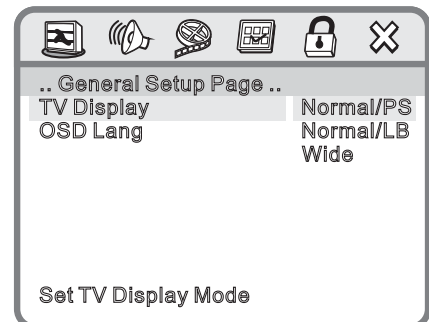 .. General Setup Page ..
TV Display Normal/PS
OSD Lang Normal/LB
Wide
Set TV Display Mode